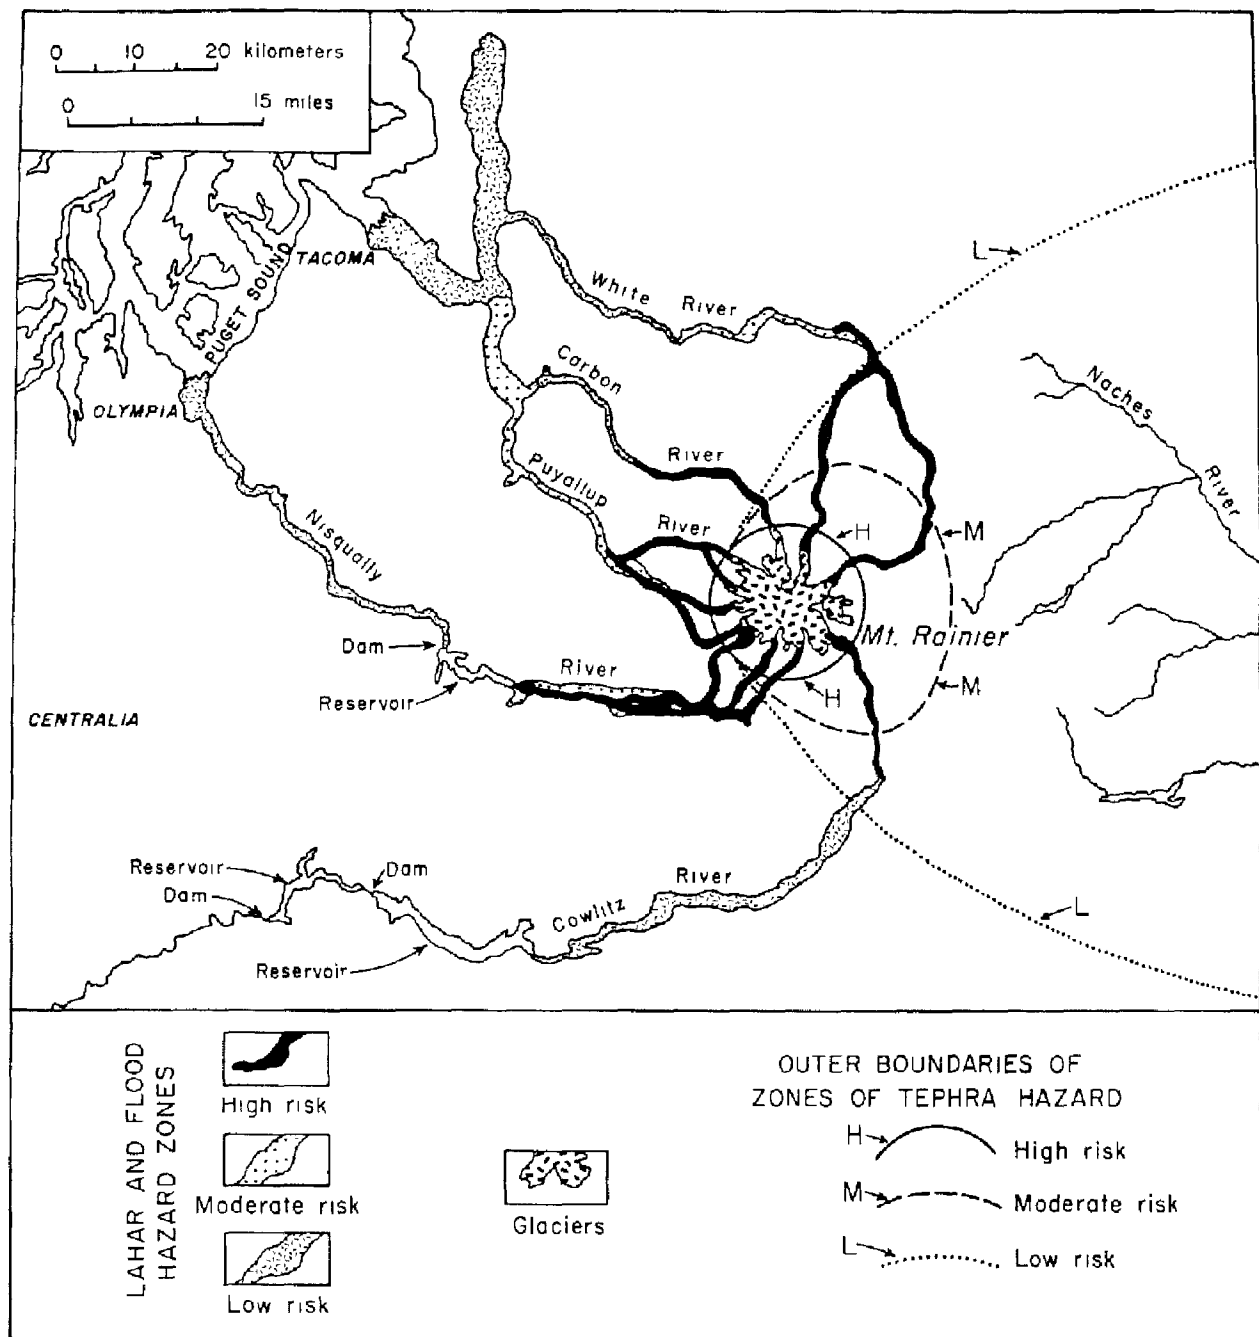 0 10 20 kilometers
0 15 miles
PUGET SOUND
TACOMA
OLYMPIA
CENTRALIA
White River
Carbon River
Puyallup River
Nisqually River
Cowlitz River
Naches River
L
H
M
Mt. Rainier
M
H
L
Dam
Reservoir
Reservoir
Dam
Dam
Reservoir
LAHAR AND FLOOD
HAZARD ZONES
High risk
Moderate risk
Low risk
Glaciers
OUTER BOUNDARIES OF
ZONES OF TEPHRA HAZARD
H High risk
M Moderate risk
L Low risk